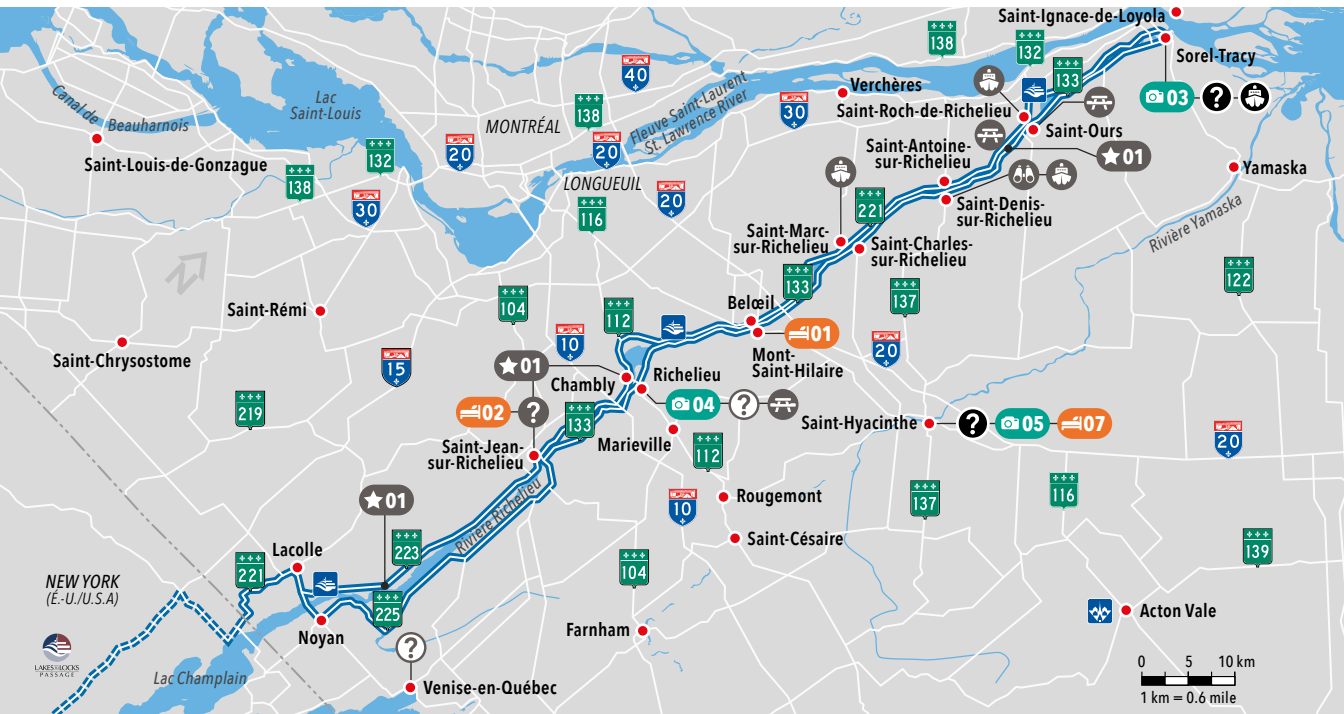 Saint-Ignace-de-Loyola
138
132
Sorel-Tracy
40
133
03 ?
Fleuve Saint-Laurent
St. Lawrence River
Verchères
Lac
Saint-Louis
138
30
Saint-Roch-de-Richelieu
Canal de Beauharnois
MONTRÉAL
Saint-Ours
20
20
Saint-Antoine-
sur-Richelieu
01
Saint-Louis-de-Gonzague
132
Yamaska
138
LONGUEUIL
20
30
116
221
Saint-Denis-
sur-Richelieu
Rivière Yamaska
Saint-Marc-
sur-Richelieu
Saint-Charles-
sur-Richelieu
133
122
137
Saint-Rémi
104
112
Belœil
01
10
20
Mont-
Saint-Hilaire
Saint-Chrysostome
15
01
Chambly
Richelieu
04 ?
219
02 ?
133
Saint-Hyacinthe
? 05 07
Marieville
Saint-Jean-
sur-Richelieu
112
20
01
Rivière Richelieu
10
Rougemont
137
116
Saint-Césaire
Lacolle
223
139
221
104
NEW YORK
(É.-U./U.S.A)
225
Noyan
Farnham
Acton Vale
LAKES to LOCKS
PASSAGE
?
Lac Champlain
Venise-en-Québec
0 5 10 km
1 km = 0.6 mile